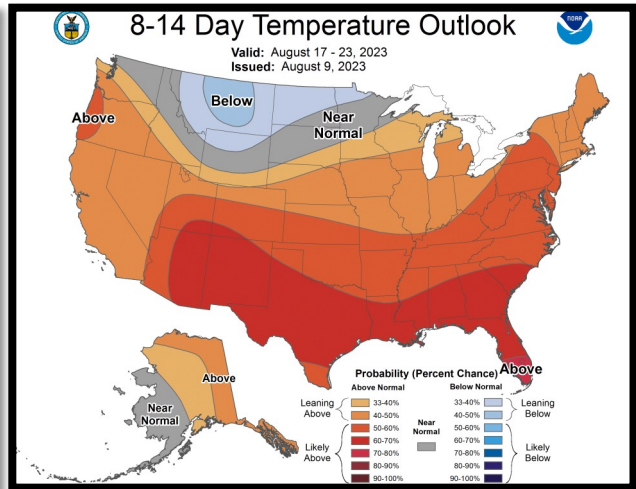 8-14 Day Temperature Outlook
NOAA
Valid: August 17 - 23, 2023
Issued: August 9, 2023
Below
Near
Normal
Above
Above
Near
Normal
Above
Probability (Percent Chance)
Above Normal
Below Normal
Leaning
Above
33-40%
40-50%
Likely
Above
50-60%
60-70%
70-80%
80-90%
90-100%
Near
Normal
33-40%
40-50%
Leaning
Below
50-60%
60-70%
70-80%
80-90%
90-100%
Likely
Below